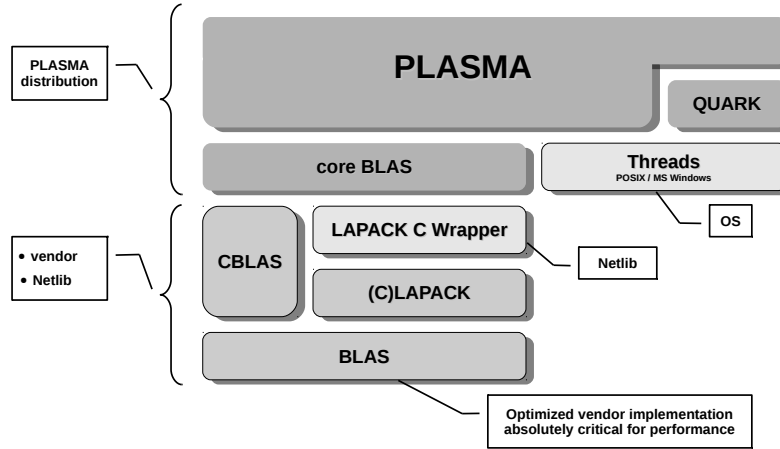 PLASMA
PLASMA
distribution
QUARK
core BLAS
Threads
POSIX / MS Windows
OS
CBLAS
LAPACK C Wrapper
• vendor
• Netlib
Netlib
(C)LAPACK
BLAS
Optimized vendor implementation
absolutely critical for performance